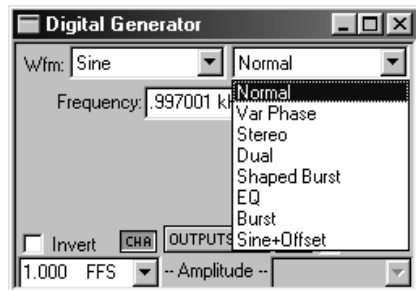 Digital Generator
Wfm: Sine Normal
Frequency: .997001
Normal
Var Phase
Stereo
Dual
Shaped Burst
EQ
Burst
Sine+Offset
Invert CHA OUTPUTS
1.000 FFS -- Amplitude --